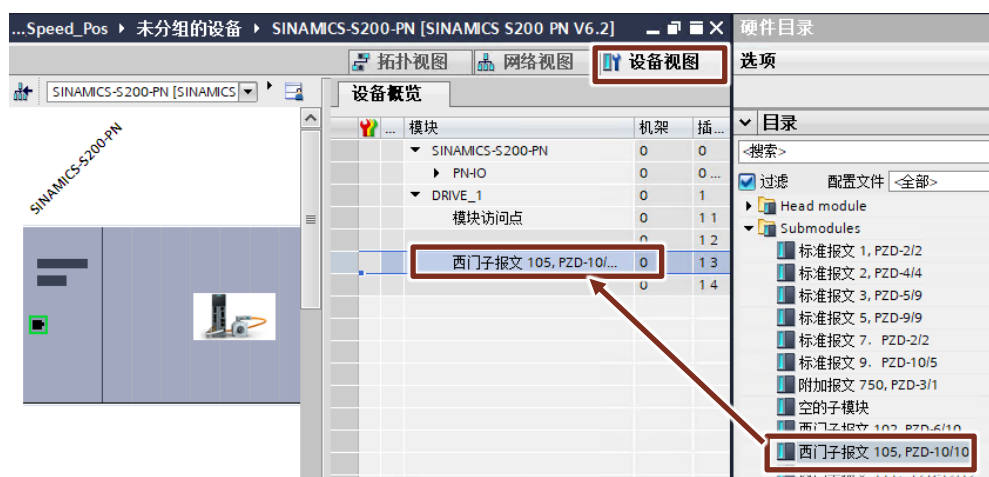 ...Speed_Pos ▸ 未分组的设备 ▸ SINAMICS-S200-PN [SINAMICS S200 PN V6.2]
拓扑视图 网络视图 设备视图
SINAMICS-S200-PN [SINAMICS
SINAMICS-S200-PN
设备概览
... 模块 机架 插...
SINAMICS-S200-PN 0 0
PN-IO 0 0 ...
DRIVE_1 0 1
模块访问点 0 1 1
0 1 2
西门子报文 105, PZD-10/... 0 1 3
0 1 4
硬件目录
选项
目录
<搜索>
过滤 配置文件 <全部>
Head module
Submodules
标准报文 1, PZD-2/2
标准报文 2, PZD-4/4
标准报文 3, PZD-5/9
标准报文 5, PZD-9/9
标准报文 7. PZD-2/2
标准报文 9. PZD-10/5
附加报文 750, PZD-3/1
空的子模块
西门子报文 102, PZD-6/10
西门子报文 105, PZD-10/10